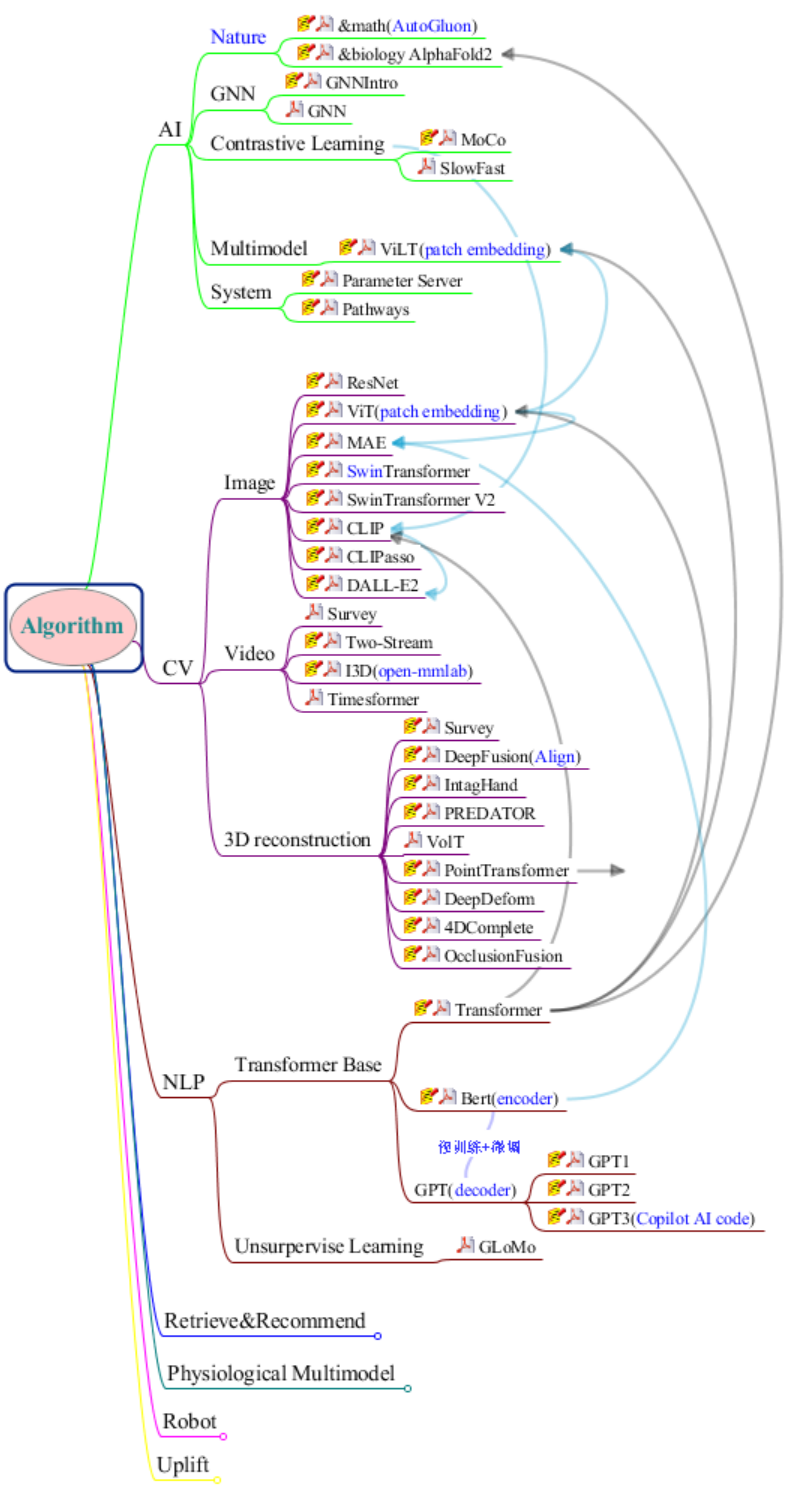 &math(AutoGluon)
Nature
&biology AlphaFold2
GNNIntro
GNN
GNN
AI
Contrastive Learning
MoCo
SlowFast
Multimodel
ViLT(patch embedding)
System
Parameter Server
Pathways
ResNet
ViT(patch embedding)
MAE
SwinTransformer
Image
SwinTransformer V2
CLIP
CLIPasso
DALL-E2
Algorithm
Survey
Video
Two-Stream
CV
I3D(open-mmlab)
Timesformer
Survey
DeepFusion(Align)
IntagHand
PREDATOR
3D reconstruction
VolT
PointTransformer
DeepDeform
4DComplete
OcclusionFusion
Transformer
Transformer Base
NLP
Bert(encoder)
预训练+微调
GPT(decoder)
GPT1
GPT2
GPT3(Copilot AI code)
Unsurpervise Learning
GLoMo
Retrieve&Recommend
Physiological Multimodel
Robot
Uplift